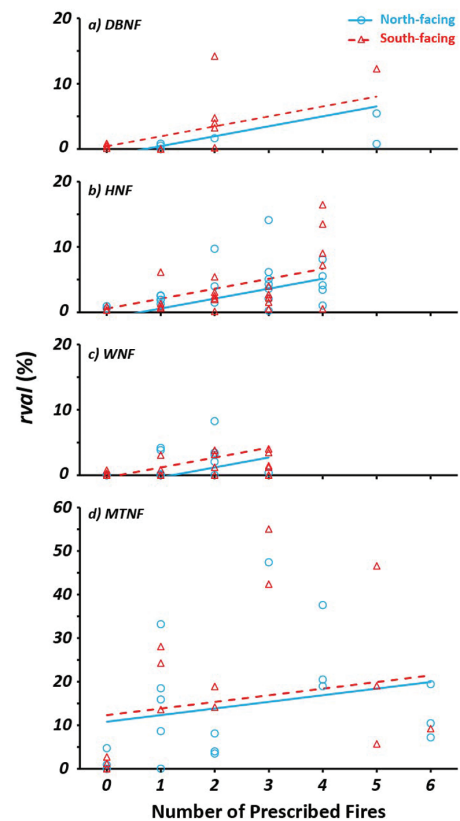 a) DBNF
North-facing
South-facing
20
10
0
b) HNF
20
10
0
c) WNF
20
10
0
rval (%)
d) MTNF
60
50
40
30
20
10
0
0 1 2 3 4 5 6
Number of Prescribed Fires